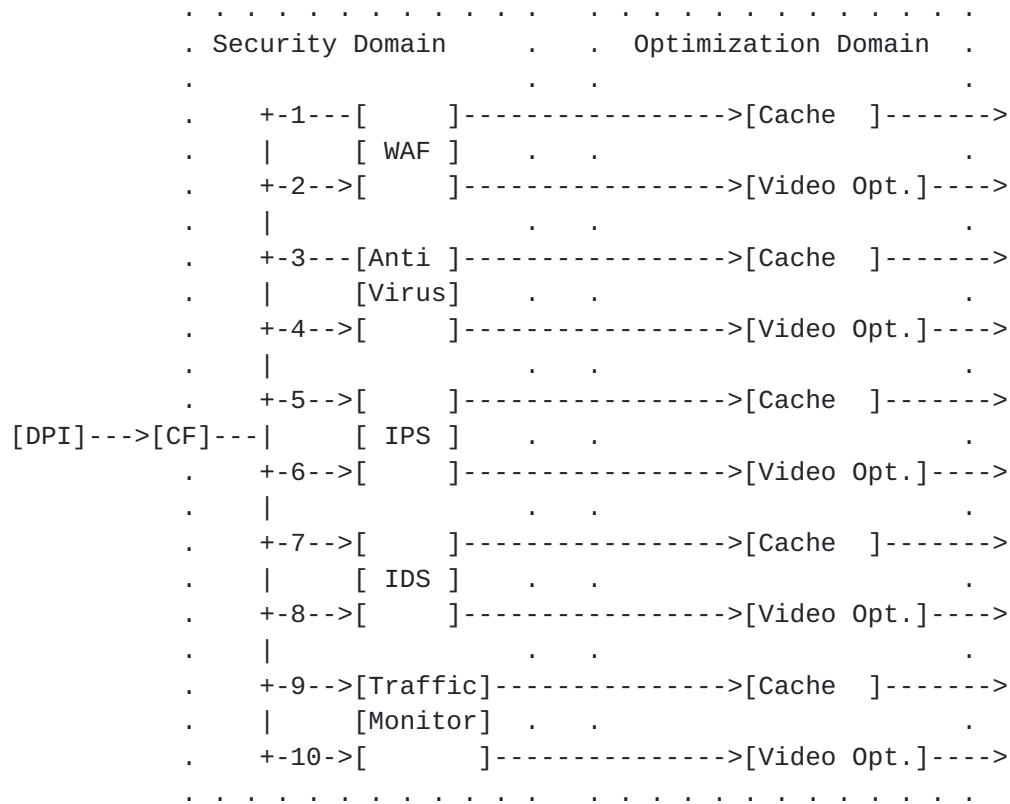 . . . . . . . . . . . .   . . . . . . . . . . . . .
. Security Domain     .   .  Optimization Domain  .
.                     .   .                       .
.    +-1---[     ]----------------->[Cache  ]------->
.    |     [ WAF ]    .   .                       .
.    +-2-->[     ]----------------->[Video Opt.]---->
.    |                .   .                       .
.    +-3---[Anti ]----------------->[Cache  ]------->
.    |     [Virus]    .   .                       .
.    +-4-->[     ]----------------->[Video Opt.]---->
.    |                .   .                       .
.    +-5-->[     ]----------------->[Cache  ]------->
[DPI]--->[CF]---|     [ IPS ]    .   .                       .
.    +-6-->[     ]----------------->[Video Opt.]---->
.    |                .   .                       .
.    +-7-->[     ]----------------->[Cache  ]------->
.    |     [ IDS ]    .   .                       .
.    +-8-->[     ]----------------->[Video Opt.]---->
.    |                .   .                       .
.    +-9-->[Traffic]--------------->[Cache  ]------->
.    |     [Monitor]  .   .                       .
.    +-10->[       ]--------------->[Video Opt.]---->
. . . . . . . . . . . .   . . . . . . . . . . . . .